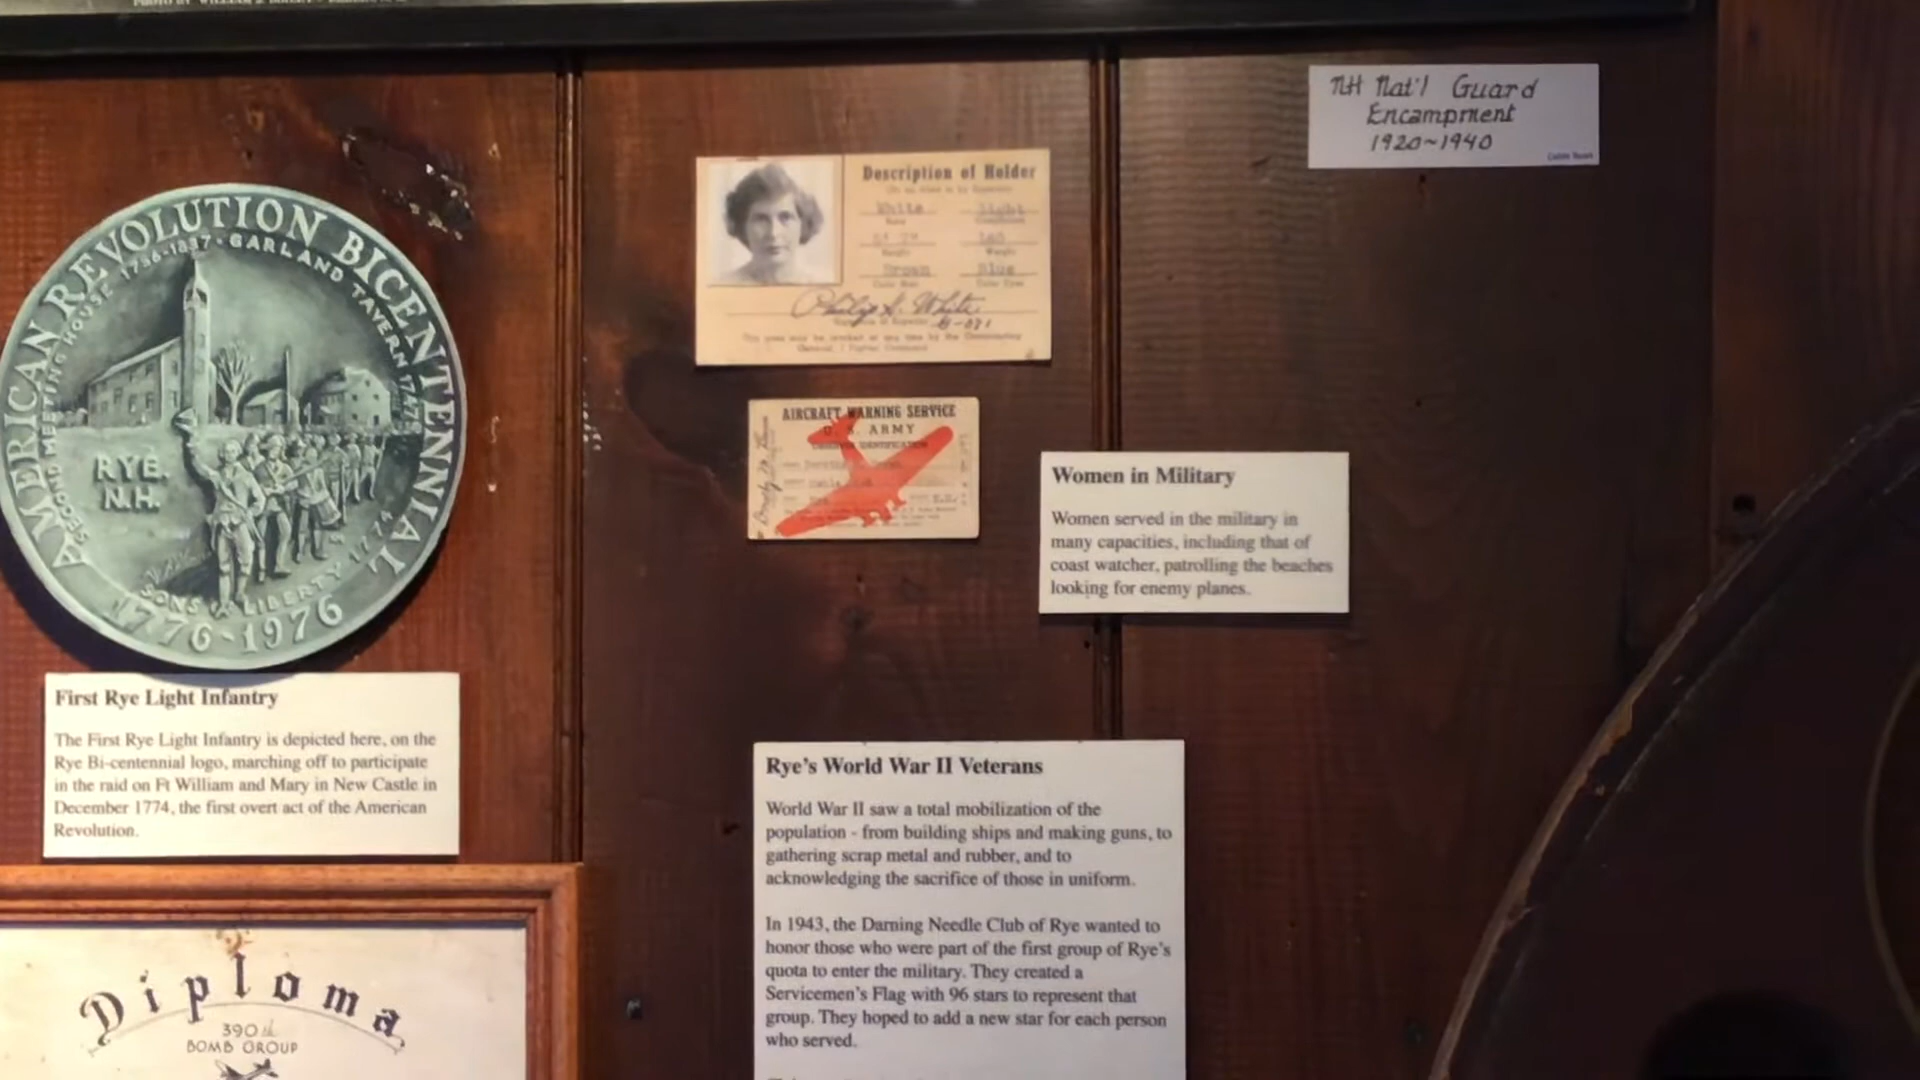 AMERICAN REVOLUTION BICENTENNIAL
SECOND MEETING HOUSE 1756-1837 · GARLAND TAVERN 1747
RYE.
N.H.
SONS OF LIBERTY 1774
1776-1976
First Rye Light Infantry
The First Rye Light Infantry is depicted here, on the
Rye Bi-centennial logo, marching off to participate
in the raid on Ft William and Mary in New Castle in
December 1774, the first overt act of the American
Revolution.
Diploma
390th
BOMB GROUP
Description of Holder
White
Light
Brown Blue
Philip S. White
AIRCRAFT WARNING SERVICE
U. S. ARMY
IDENTIFICATION
Women in Military
Women served in the military in
many capacities, including that of
coast watcher, patrolling the beaches
looking for enemy planes.
Rye's World War II Veterans
World War II saw a total mobilization of the
population - from building ships and making guns, to
gathering scrap metal and rubber, and to
acknowledging the sacrifice of those in uniform.
In 1943, the Darning Needle Club of Rye wanted to
honor those who were part of the first group of Rye's
quota to enter the military. They created a
Servicemen's Flag with 96 stars to represent that
group. They hoped to add a new star for each person
who served.
NH Nat'l Guard
Encampment
1920~1940